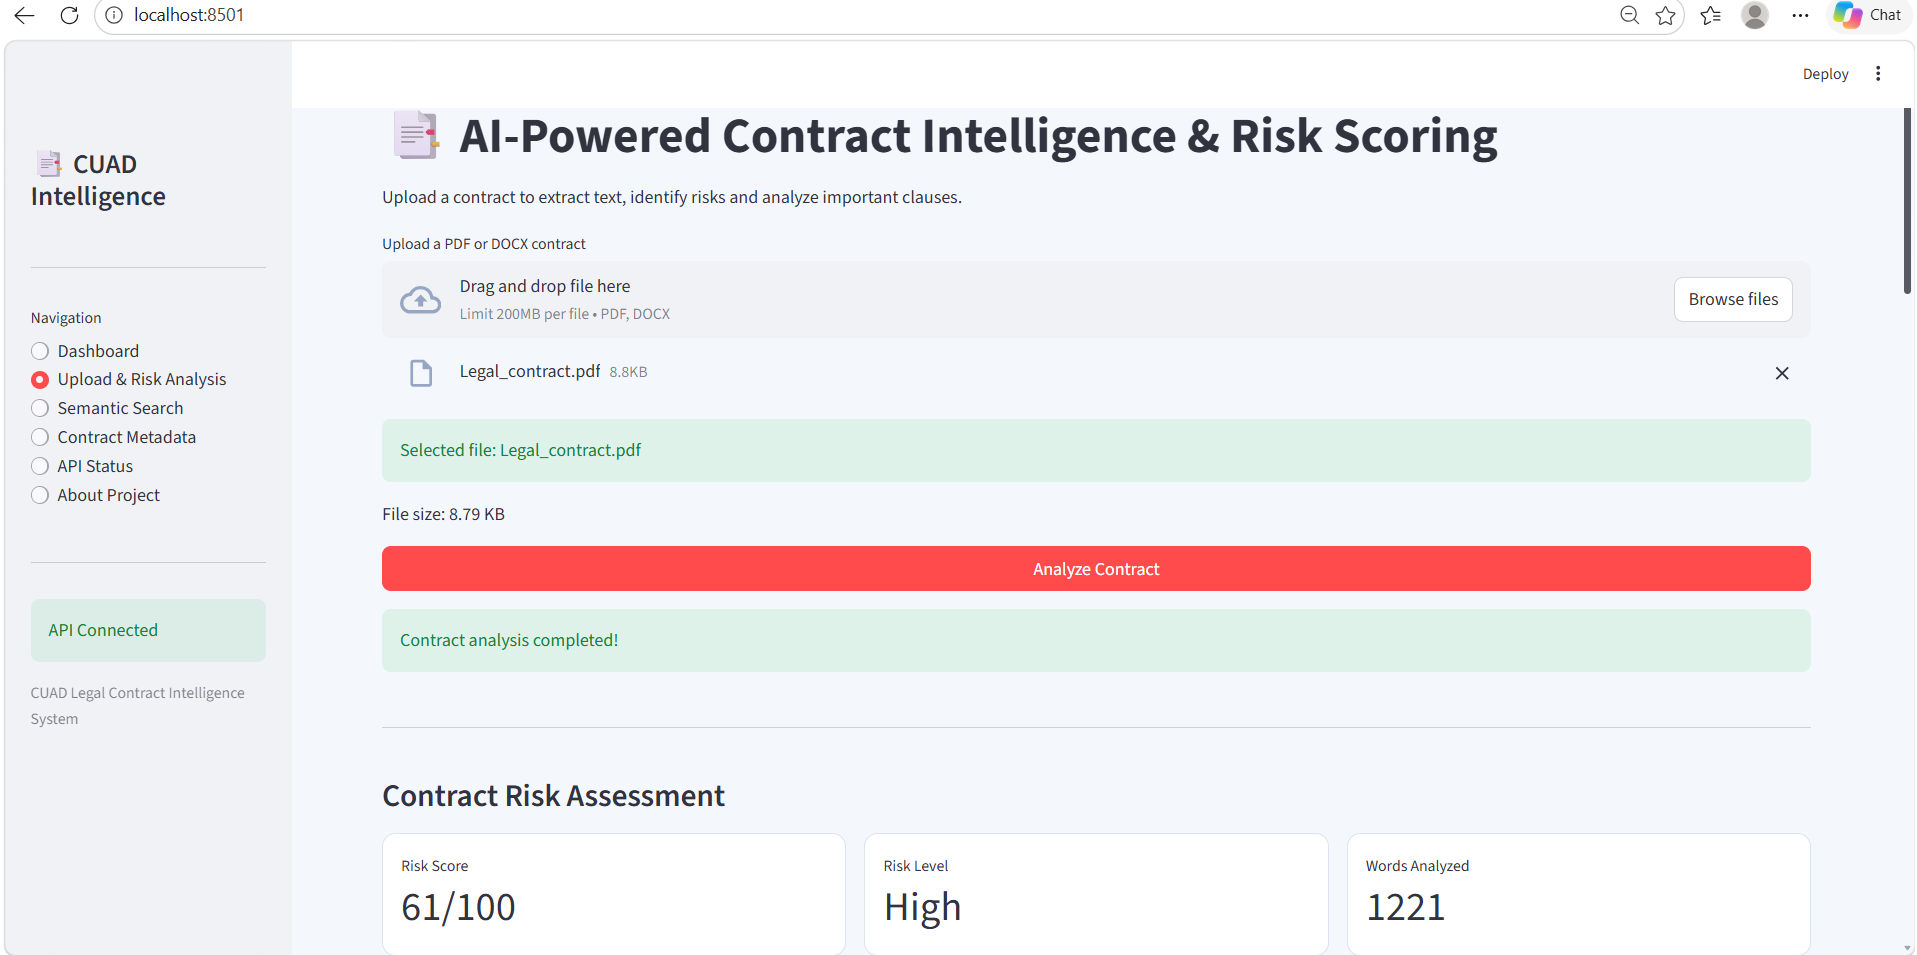 localhost:8501
Chat
Deploy
CUAD
Intelligence
Navigation
Dashboard
Upload & Risk Analysis
Semantic Search
Contract Metadata
API Status
About Project
API Connected
CUAD Legal Contract Intelligence
System
AI-Powered Contract Intelligence & Risk Scoring
Upload a contract to extract text, identify risks and analyze important clauses.
Upload a PDF or DOCX contract
Drag and drop file here
Limit 200MB per file • PDF, DOCX
Browse files
Legal_contract.pdf 8.8KB
Selected file: Legal_contract.pdf
File size: 8.79 KB
Analyze Contract
Contract analysis completed!
Contract Risk Assessment
Risk Score
61/100
Risk Level
High
Words Analyzed
1221